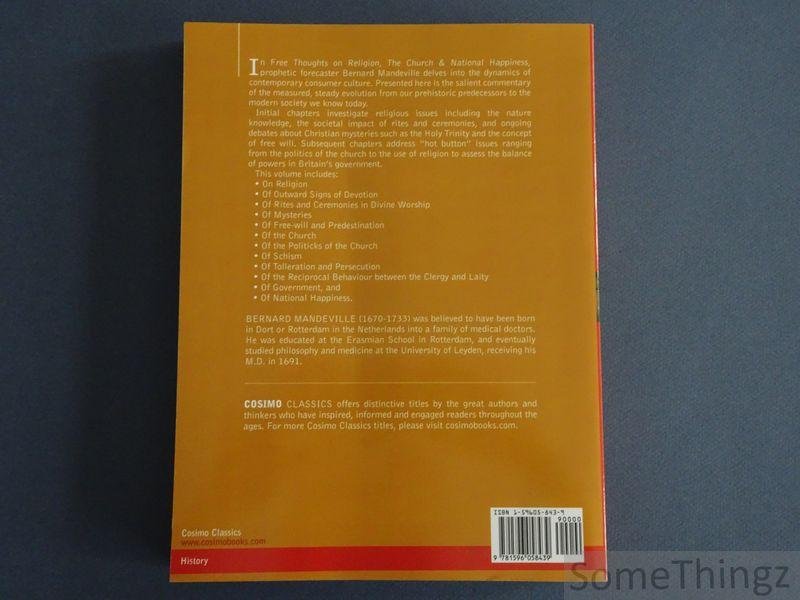 In Free Thoughts on Religion, The Church & National Happiness,
prophetic forecaster Bernard Mandeville delves into the dynamics of
contemporary consumer culture. Presented here is the salient commentary
of the measured, steady evolution from our prehistoric predecessors to the
modern society we know today.
Initial chapters investigate religious issues including the nature
knowledge, the societal impact of rites and ceremonies, and ongoing
debates about Christian mysteries such as the Holy Trinity and the concept
of free will. Subsequent chapters address "hot button" issues ranging
from the politics of the church to the use of religion to assess the balance
of powers in Britain's government.
This volume includes:
• On Religion
• Of Outward Signs of Devotion
• Of Rites and Ceremonies in Divine Worship
• Of Mysteries
• Of Free-will and Predestination
• Of the Church
• Of the Politicks of the Church
• Of Schism
• Of Tolleration and Persecution
• Of the Reciprocal Behaviour between the Clergy and Laity
• Of Government, and
• Of National Happiness.
BERNARD MANDEVILLE (1670-1733) was believed to have been born
in Dort or Rotterdam in the Netherlands into a family of medical doctors.
He was educated at the Erasmian School in Rotterdam, and eventually
studied philosophy and medicine at the University of Leyden, receiving his
M.D. in 1691.
COSIMO CLASSICS offers distinctive titles by the great authors and
thinkers who have inspired, informed and engaged readers throughout the
ages. For more Cosimo Classics titles, please visit cosimobooks.com.
ISBN 1-59605-843-9
90000
9 781596 058439
Cosimo Classics
www.cosimobooks.com
History
SomeThingz